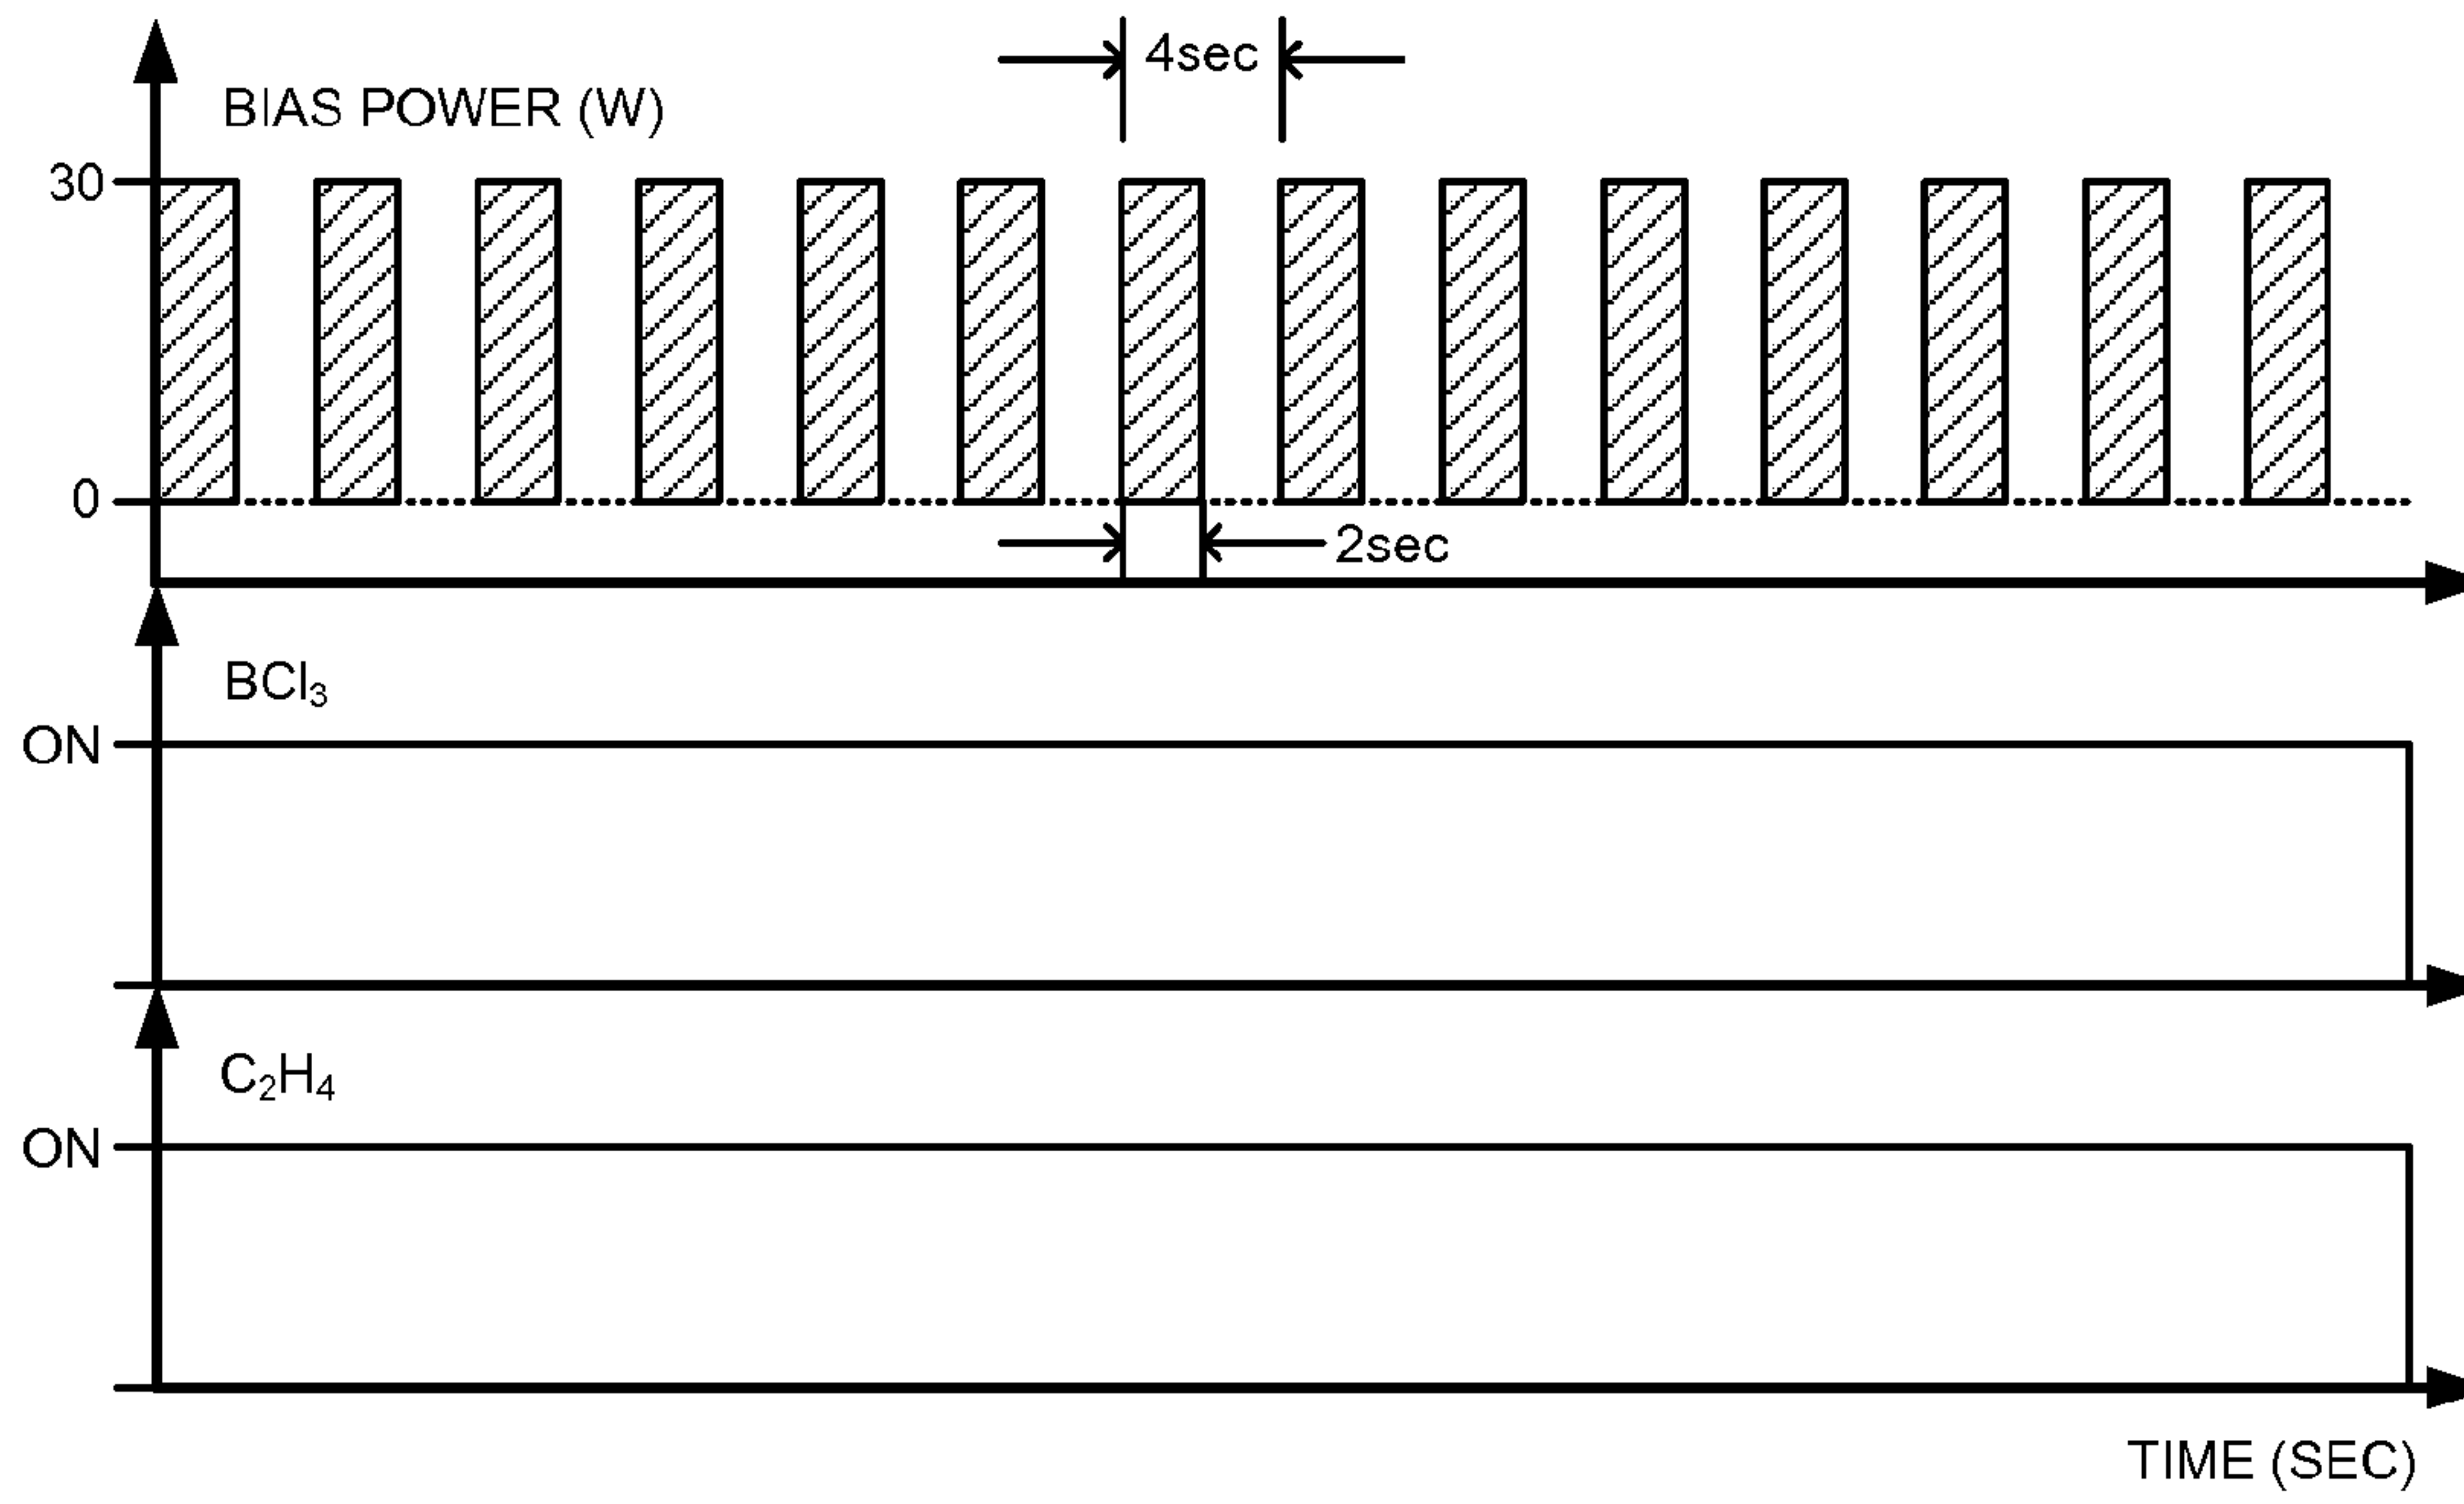 4sec
BIAS POWER (W)
30
0
2sec
BCl₃
ON
C₂H₄
ON
TIME (SEC)